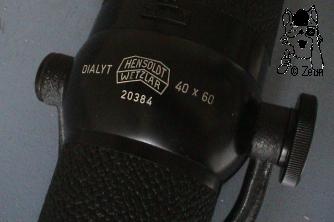 DIALYT HENSOLDT WETZLAR 40 x 60
20384
© Zeun